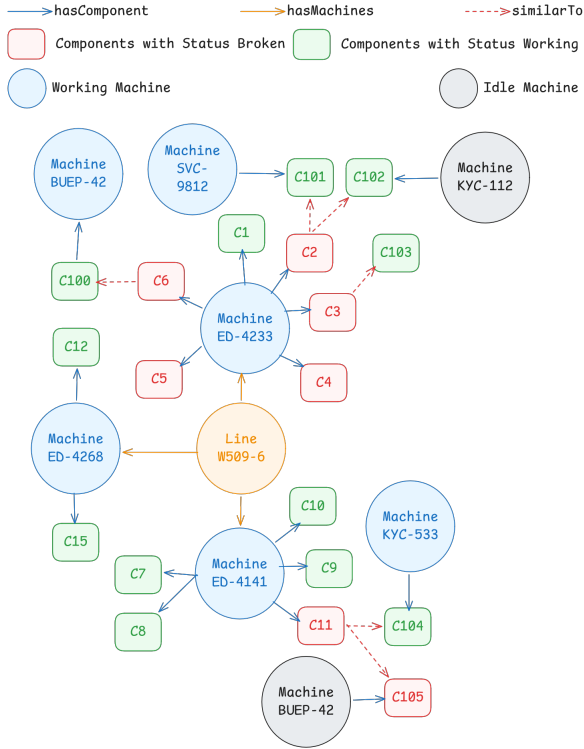 hasComponent
hasMachines
similarTo
Components with Status Broken
Components with Status Working
Working Machine
Idle Machine
Machine
BUEP-42
Machine
SVC-
9812
C101
C102
Machine
KYC-112
C1
C2
C103
C100
C6
Machine
ED-4233
C3
C12
C5
C4
Machine
ED-4268
Line
W509-6
C10
Machine
KYC-533
C15
C7
Machine
ED-4141
C9
C8
C11
C104
Machine
BUEP-42
C105